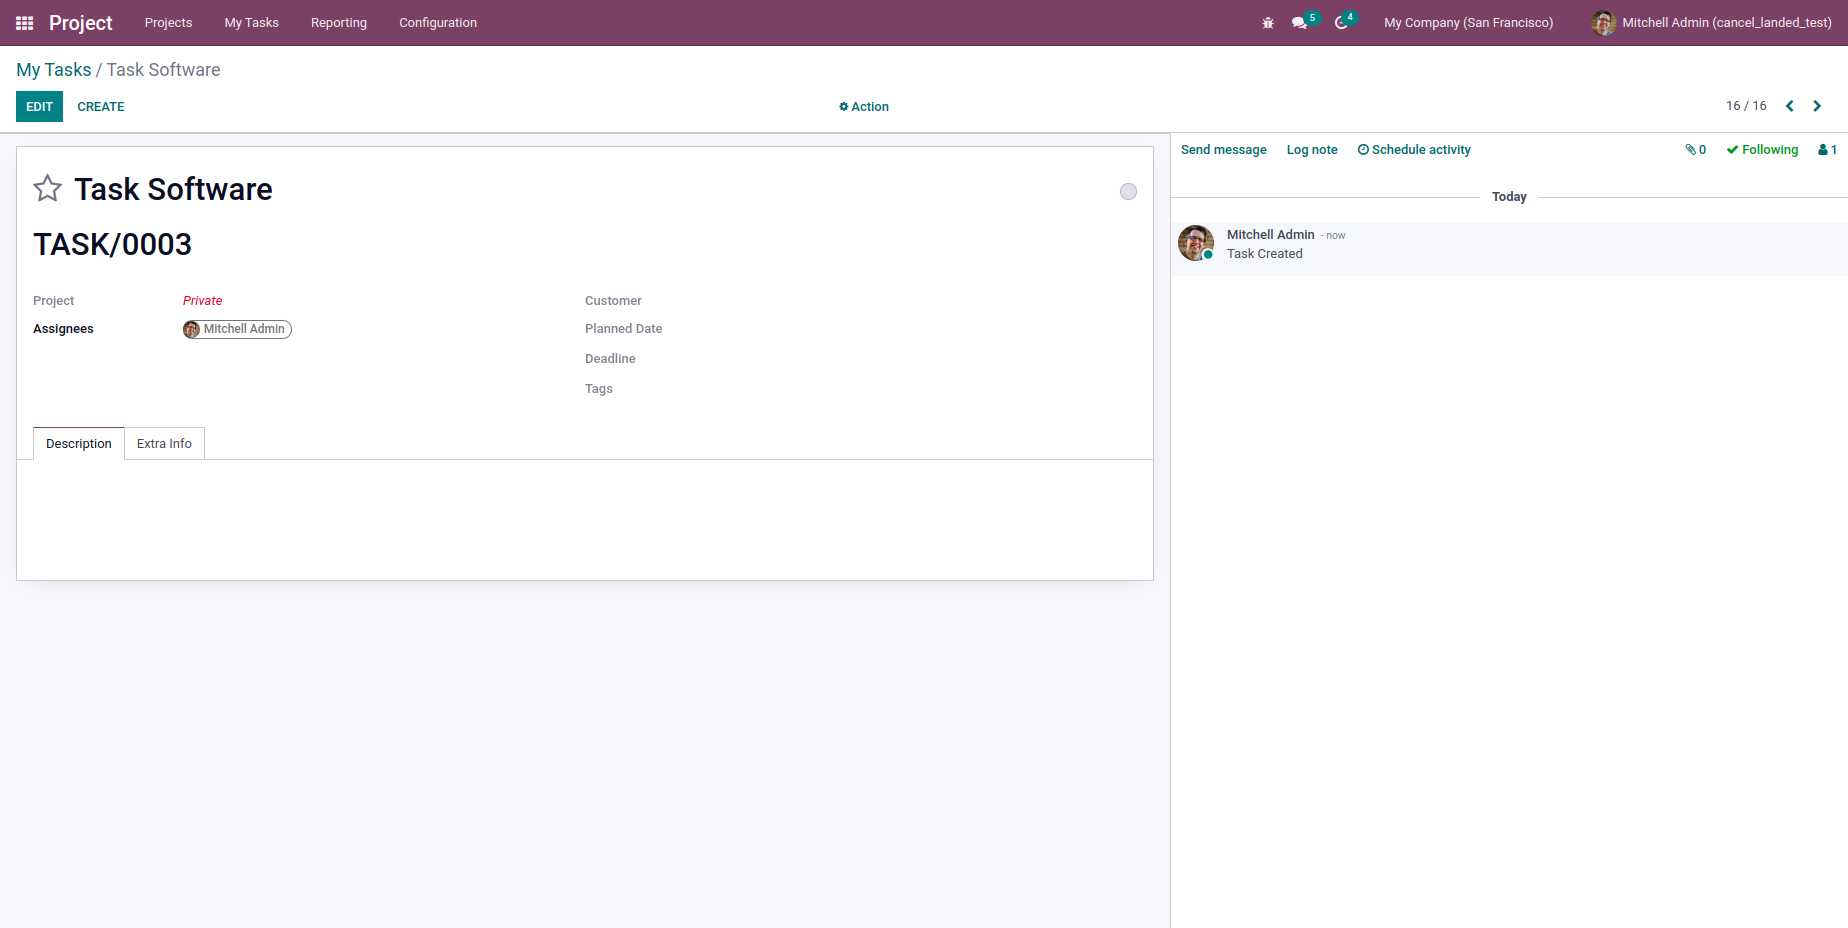 Project Projects My Tasks Reporting Configuration 5 4 My Company (San Francisco) Mitchell Admin (cancel_landed_test)
My Tasks / Task Software
EDIT CREATE Action 16 / 16
Send message Log note Schedule activity 0 Following 1
Task Software
Today
TASK/0003
Mitchell Admin - now
Task Created
Project Private Customer
Assignees Mitchell Admin Planned Date
Deadline
Tags
Description Extra Info